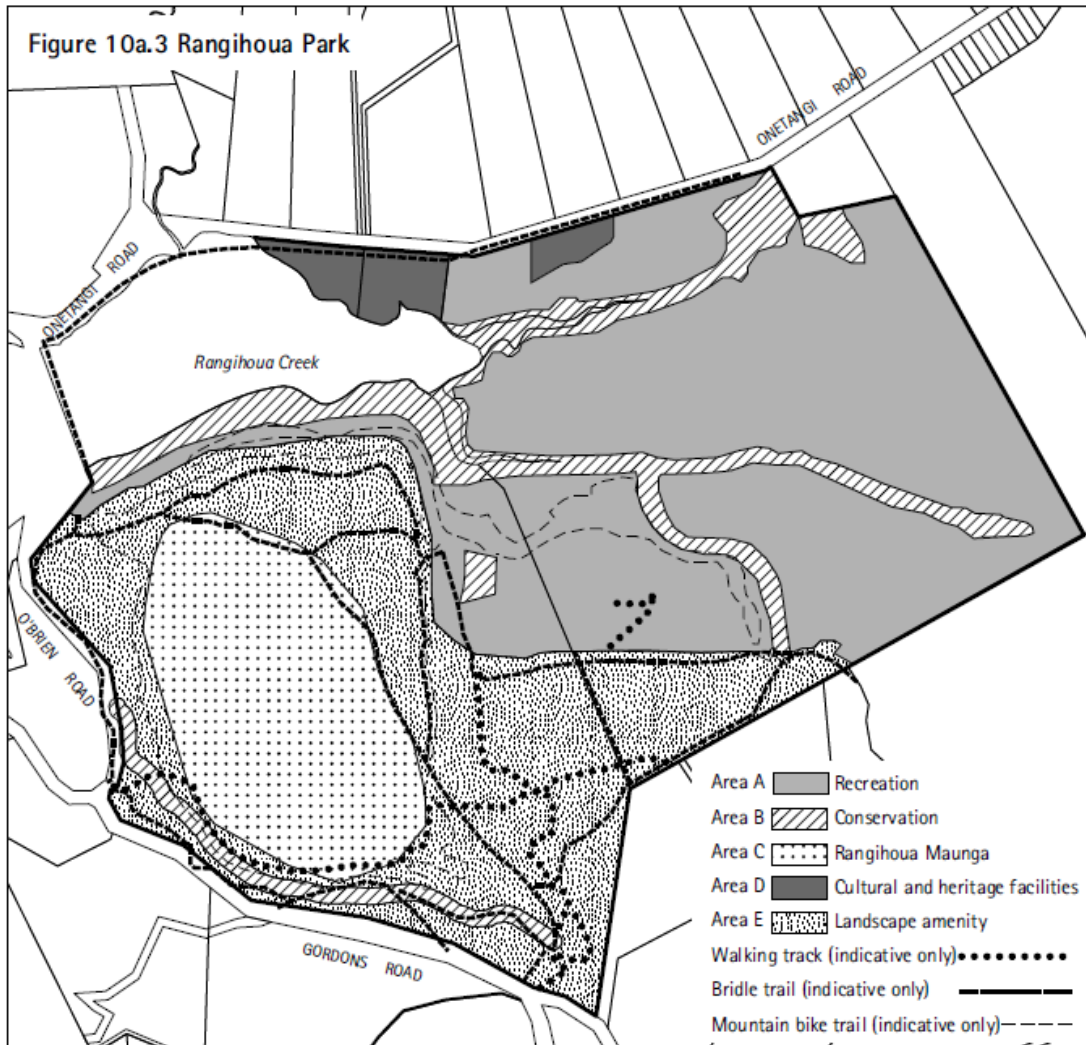 Figure 10a.3 Rangihoua Park
ONETANGI ROAD
ONETANGI ROAD
Rangihoua Creek
O'BRIEN ROAD
GORDONS ROAD
Area A Recreation
Area B Conservation
Area C Rangihoua Maunga
Area D Cultural and heritage facilities
Area E Landscape amenity
Walking track (indicative only)
Bridle trail (indicative only)
Mountain bike trail (indicative only)